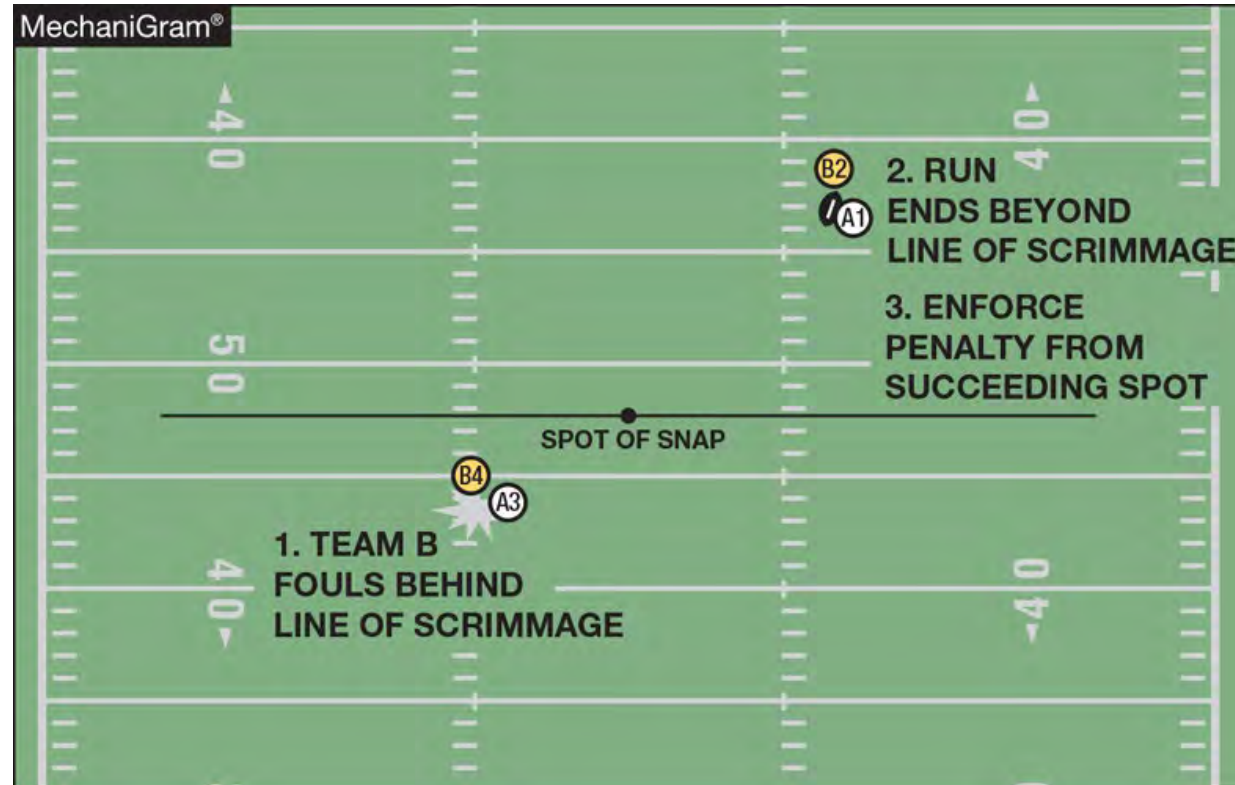 MechaniGram®
40
40
B2
A1
2. RUN
ENDS BEYOND
LINE OF SCRIMMAGE
3. ENFORCE
PENALTY FROM
SUCCEEDING SPOT
50
SPOT OF SNAP
B4
A3
1. TEAM B
FOULS BEHIND
LINE OF SCRIMMAGE
40
40